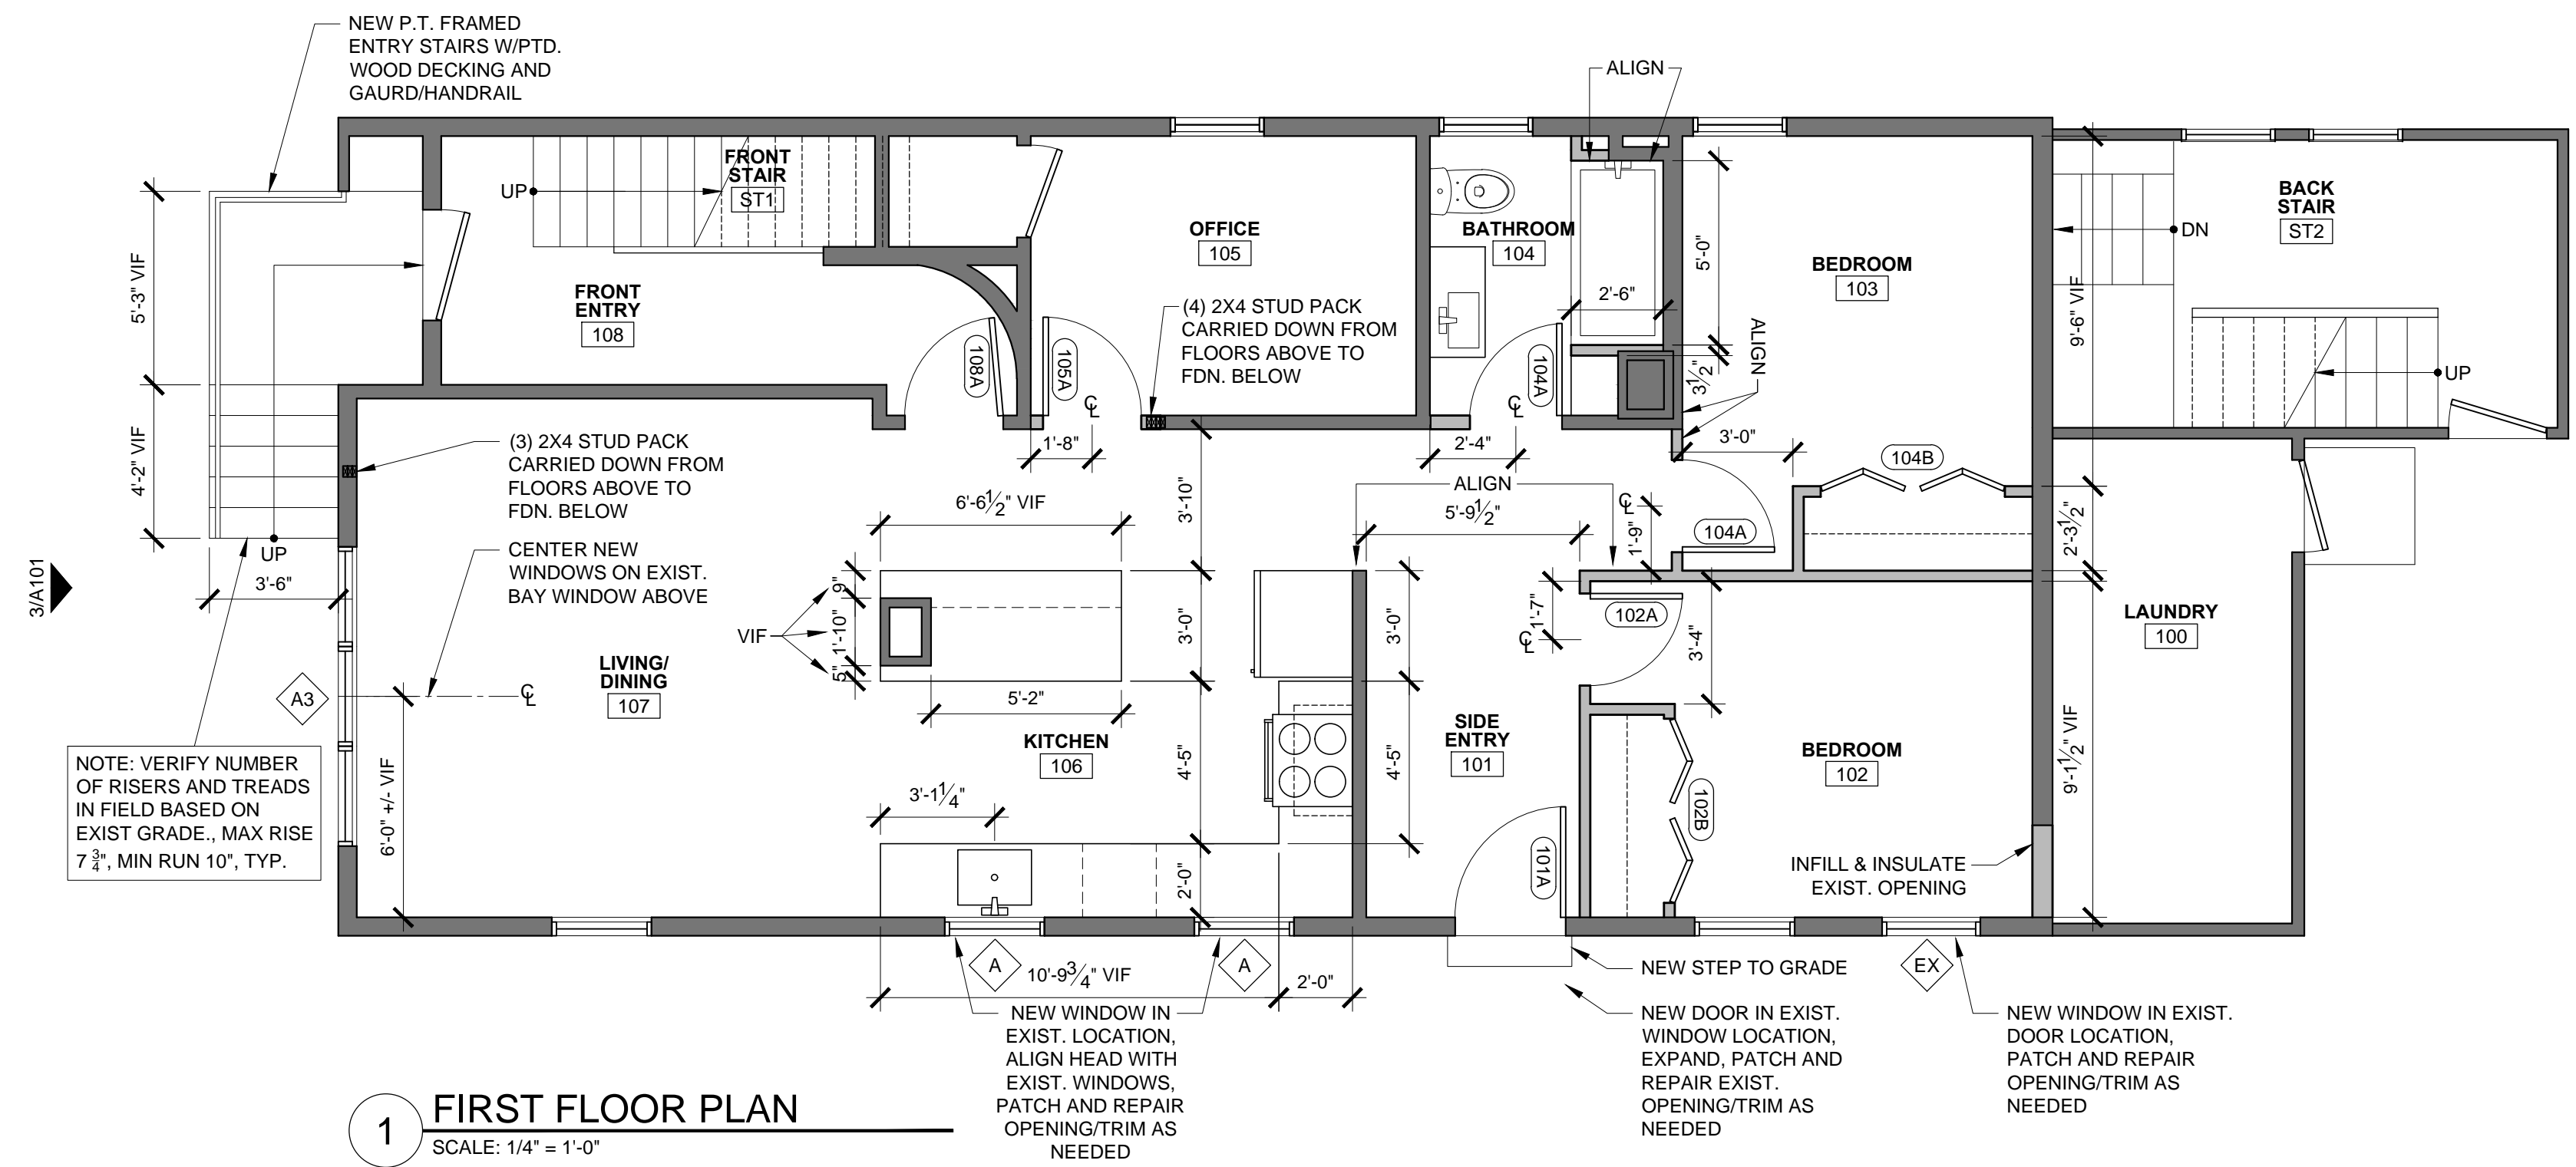 NEW P.T. FRAMED
ENTRY STAIRS W/PTD.
WOOD DECKING AND
GAURD/HANDRAIL
ALIGN
FRONT
STAIR
ST1
UP
OFFICE
105
BATHROOM
104
5'-0"
2'-6"
BEDROOM
103
BACK
STAIR
ST2
DN
UP
9'-6" VIF
5'-3" VIF
4'-2" VIF
FRONT
ENTRY
108
108A
105A
(4) 2X4 STUD PACK
CARRIED DOWN FROM
FLOORS ABOVE TO
FDN. BELOW
104A
3 1/2"
ALIGN
℄
1'-8"
℄
2'-4"
3'-0"
104B
(3) 2X4 STUD PACK
CARRIED DOWN FROM
FLOORS ABOVE TO
FDN. BELOW
6'-6 1/2" VIF
3'-10"
ALIGN
5'-9 1/2"
℄
1'-9"
104A
2'-3 1/2"
UP
3'-6"
3/A101
CENTER NEW
WINDOWS ON EXIST.
BAY WINDOW ABOVE
VIF
9"
1'-10"
5"
3'-0"
3'-0"
1'-7"
℄
102A
3'-4"
LAUNDRY
100
LIVING/
DINING
107
A3
℄
5'-2"
KITCHEN
106
4'-5"
4'-5"
SIDE
ENTRY
101
BEDROOM
102
102B
9'-1 1/2" VIF
NOTE: VERIFY NUMBER
OF RISERS AND TREADS
IN FIELD BASED ON
EXIST GRADE., MAX RISE
7 3/4", MIN RUN 10", TYP.
6'-0" +/- VIF
3'-1 1/4"
2'-0"
101A
INFILL & INSULATE
EXIST. OPENING
A
10'-9 3/4" VIF
A
2'-0"
EX
NEW STEP TO GRADE
NEW WINDOW IN
EXIST. LOCATION,
ALIGN HEAD WITH
EXIST. WINDOWS,
PATCH AND REPAIR
OPENING/TRIM AS
NEEDED
NEW DOOR IN EXIST.
WINDOW LOCATION,
EXPAND, PATCH AND
REPAIR EXIST.
OPENING/TRIM AS
NEEDED
NEW WINDOW IN EXIST.
DOOR LOCATION,
PATCH AND REPAIR
OPENING/TRIM AS
NEEDED
1
FIRST FLOOR PLAN
SCALE: 1/4" = 1'-0"